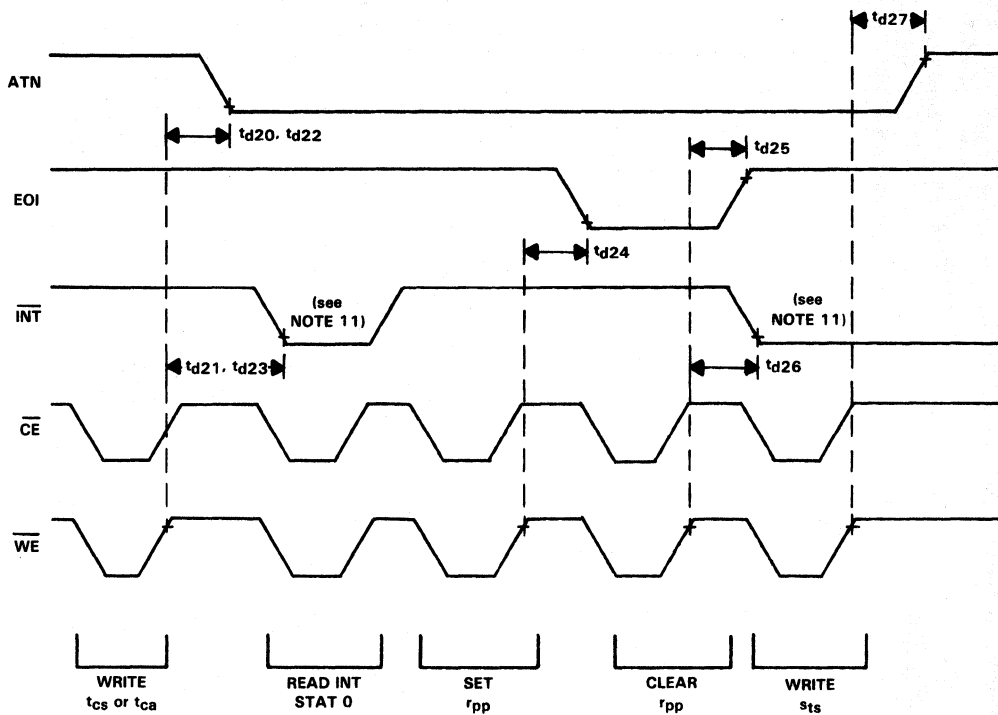 td27
ATN
td20, td22
td25
EOI
td24
INT
(see
NOTE 11)
(see
NOTE 11)
td21, td23
td26
CE
WE
WRITE
tcs or tca
READ INT
STAT 0
SET
rpp
CLEAR
rpp
WRITE
sts